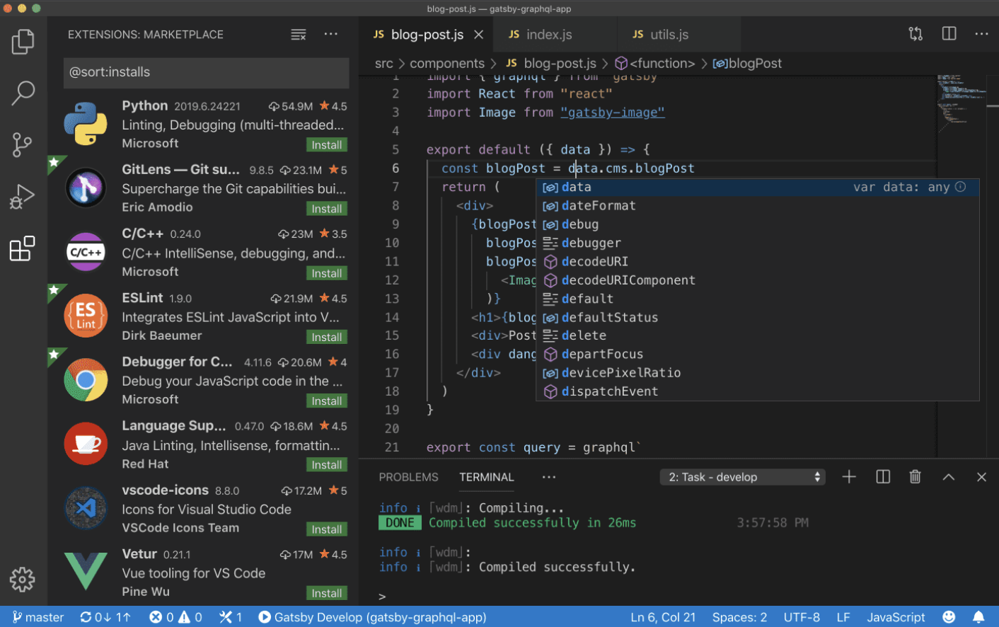 blog-post.js — gatsby-graphql-app
EXTENSIONS: MARKETPLACE
@sort:installs
Python 2019.6.24221 54.9M 4.5
Linting, Debugging (multi-threaded...
Microsoft Install
GitLens — Git su... 9.8.5 23.1M 5
Supercharge the Git capabilities bui...
Eric Amodio Install
C/C++
C/C++ 0.24.0 23M 3.5
C/C++ IntelliSense, debugging, and...
Microsoft Install
ES
Lint
ESLint 1.9.0 21.9M 4.5
Integrates ESLint JavaScript into V...
Dirk Baeumer Install
Debugger for C... 4.11.6 20.6M 4
Debug your JavaScript code in the ...
Microsoft Install
Language Sup... 0.47.0 18.6M 4.5
Java Linting, Intellisense, formattin...
Red Hat Install
vscode-icons 8.8.0 17.2M 5
Icons for Visual Studio Code
VSCode Icons Team Install
Vetur 0.21.1 17M 4.5
Vue tooling for VS Code
Pine Wu Install
JS blog-post.js JS index.js JS utils.js
src > components > JS blog-post.js > <function> > blogPost
1 import { graphql } from "gatsby"
2 import React from "react"
3 import Image from "gatsby-image"
4
5 export default ({ data }) => {
6 const blogPost = data.cms.blogPost
7 return (
8 <div>
9 {blogPost
10 blogPos
11 blogPos
12 <Imag
13 )}
14 <h1>{blog
15 <div>Post
16 <div dang
17 </div>
18 )
19 }
20
21 export const query = graphql`
data var data: any
dateFormat
debug
debugger
decodeURI
decodeURIComponent
default
defaultStatus
delete
departFocus
devicePixelRatio
dispatchEvent
PROBLEMS TERMINAL ... 2: Task - develop
info i ｢wdm｣: Compiling...
DONE Compiled successfully in 26ms 3:57:58 PM
info i ｢wdm｣:
info i ｢wdm｣: Compiled successfully.
>
master 0↓ 1↑ 0 0 1 Gatsby Develop (gatsby-graphql-app) Ln 6, Col 21 Spaces: 2 UTF-8 LF JavaScript